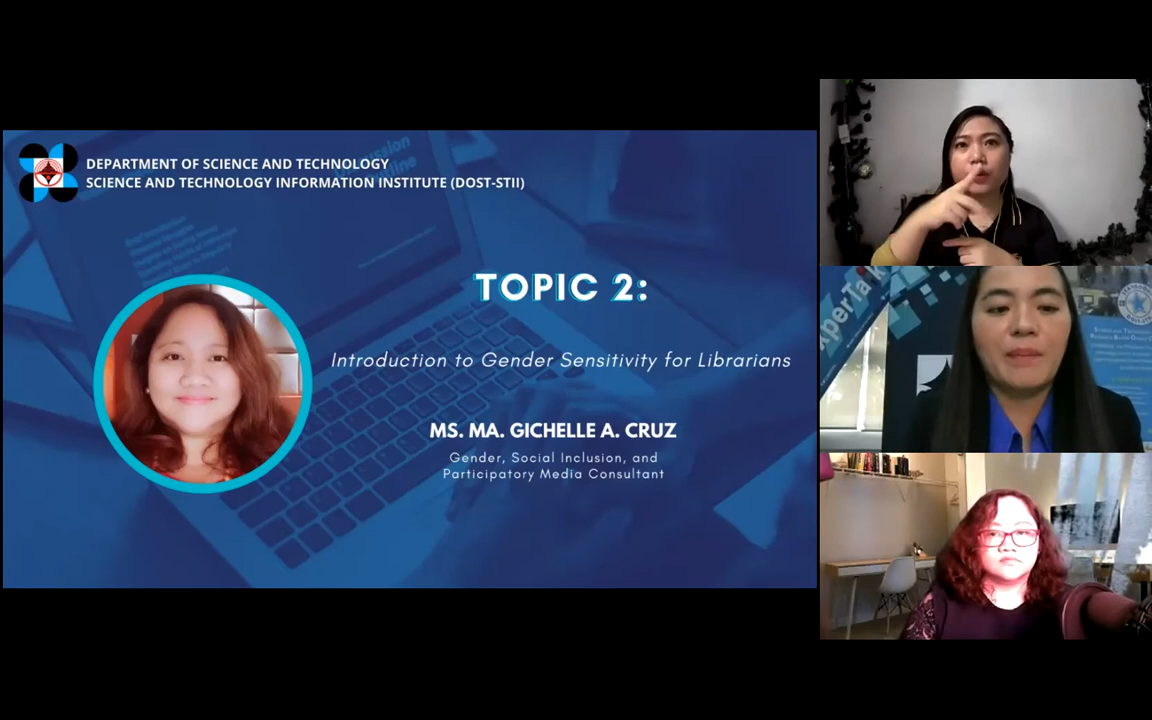 DEPARTMENT OF SCIENCE AND TECHNOLOGY
SCIENCE AND TECHNOLOGY INFORMATION INSTITUTE (DOST-STII)
TOPIC 2:
Introduction to Gender Sensitivity for Librarians
MS. MA. GICHELLE A. CRUZ
Gender, Social Inclusion, and
Participatory Media Consultant